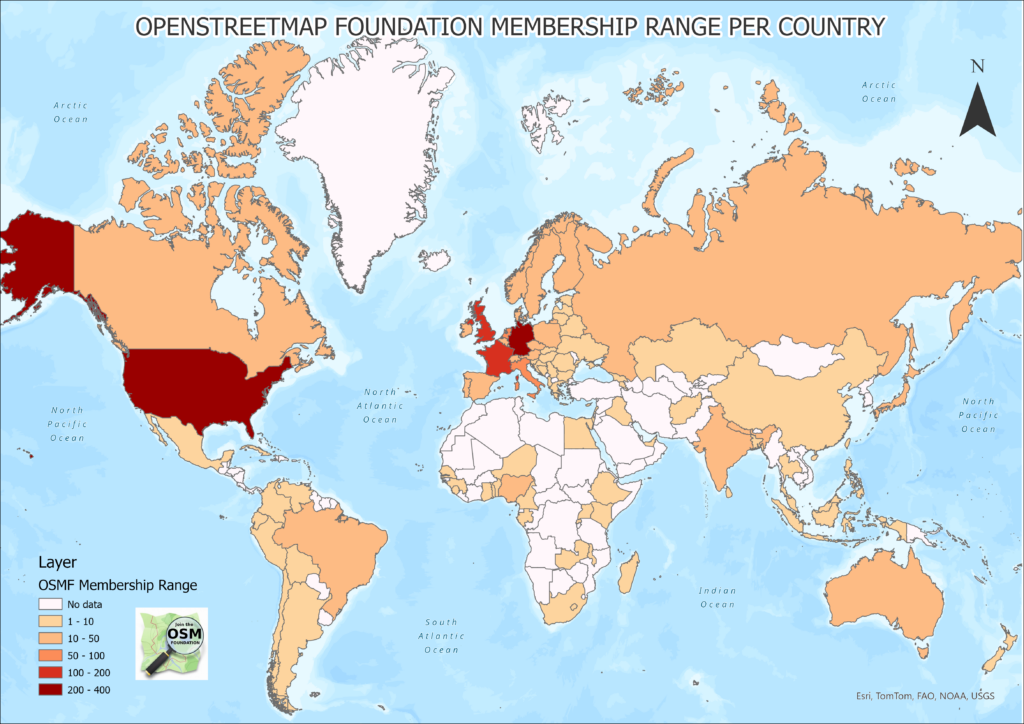 OPENSTREETMAP FOUNDATION MEMBERSHIP RANGE PER COUNTRY
N
Arctic
Ocean
Arctic
Ocean
North
Pacific
Ocean
North
Atlantic
Ocean
North
Pacific
Ocean
Indian
Ocean
South
Atlantic
Ocean
Layer
OSMF Membership Range
No data
1 - 10
10 - 50
50 - 100
100 - 200
200 - 400
Join the
OSM
FOUNDATION
Esri, TomTom, FAO, NOAA, USGS